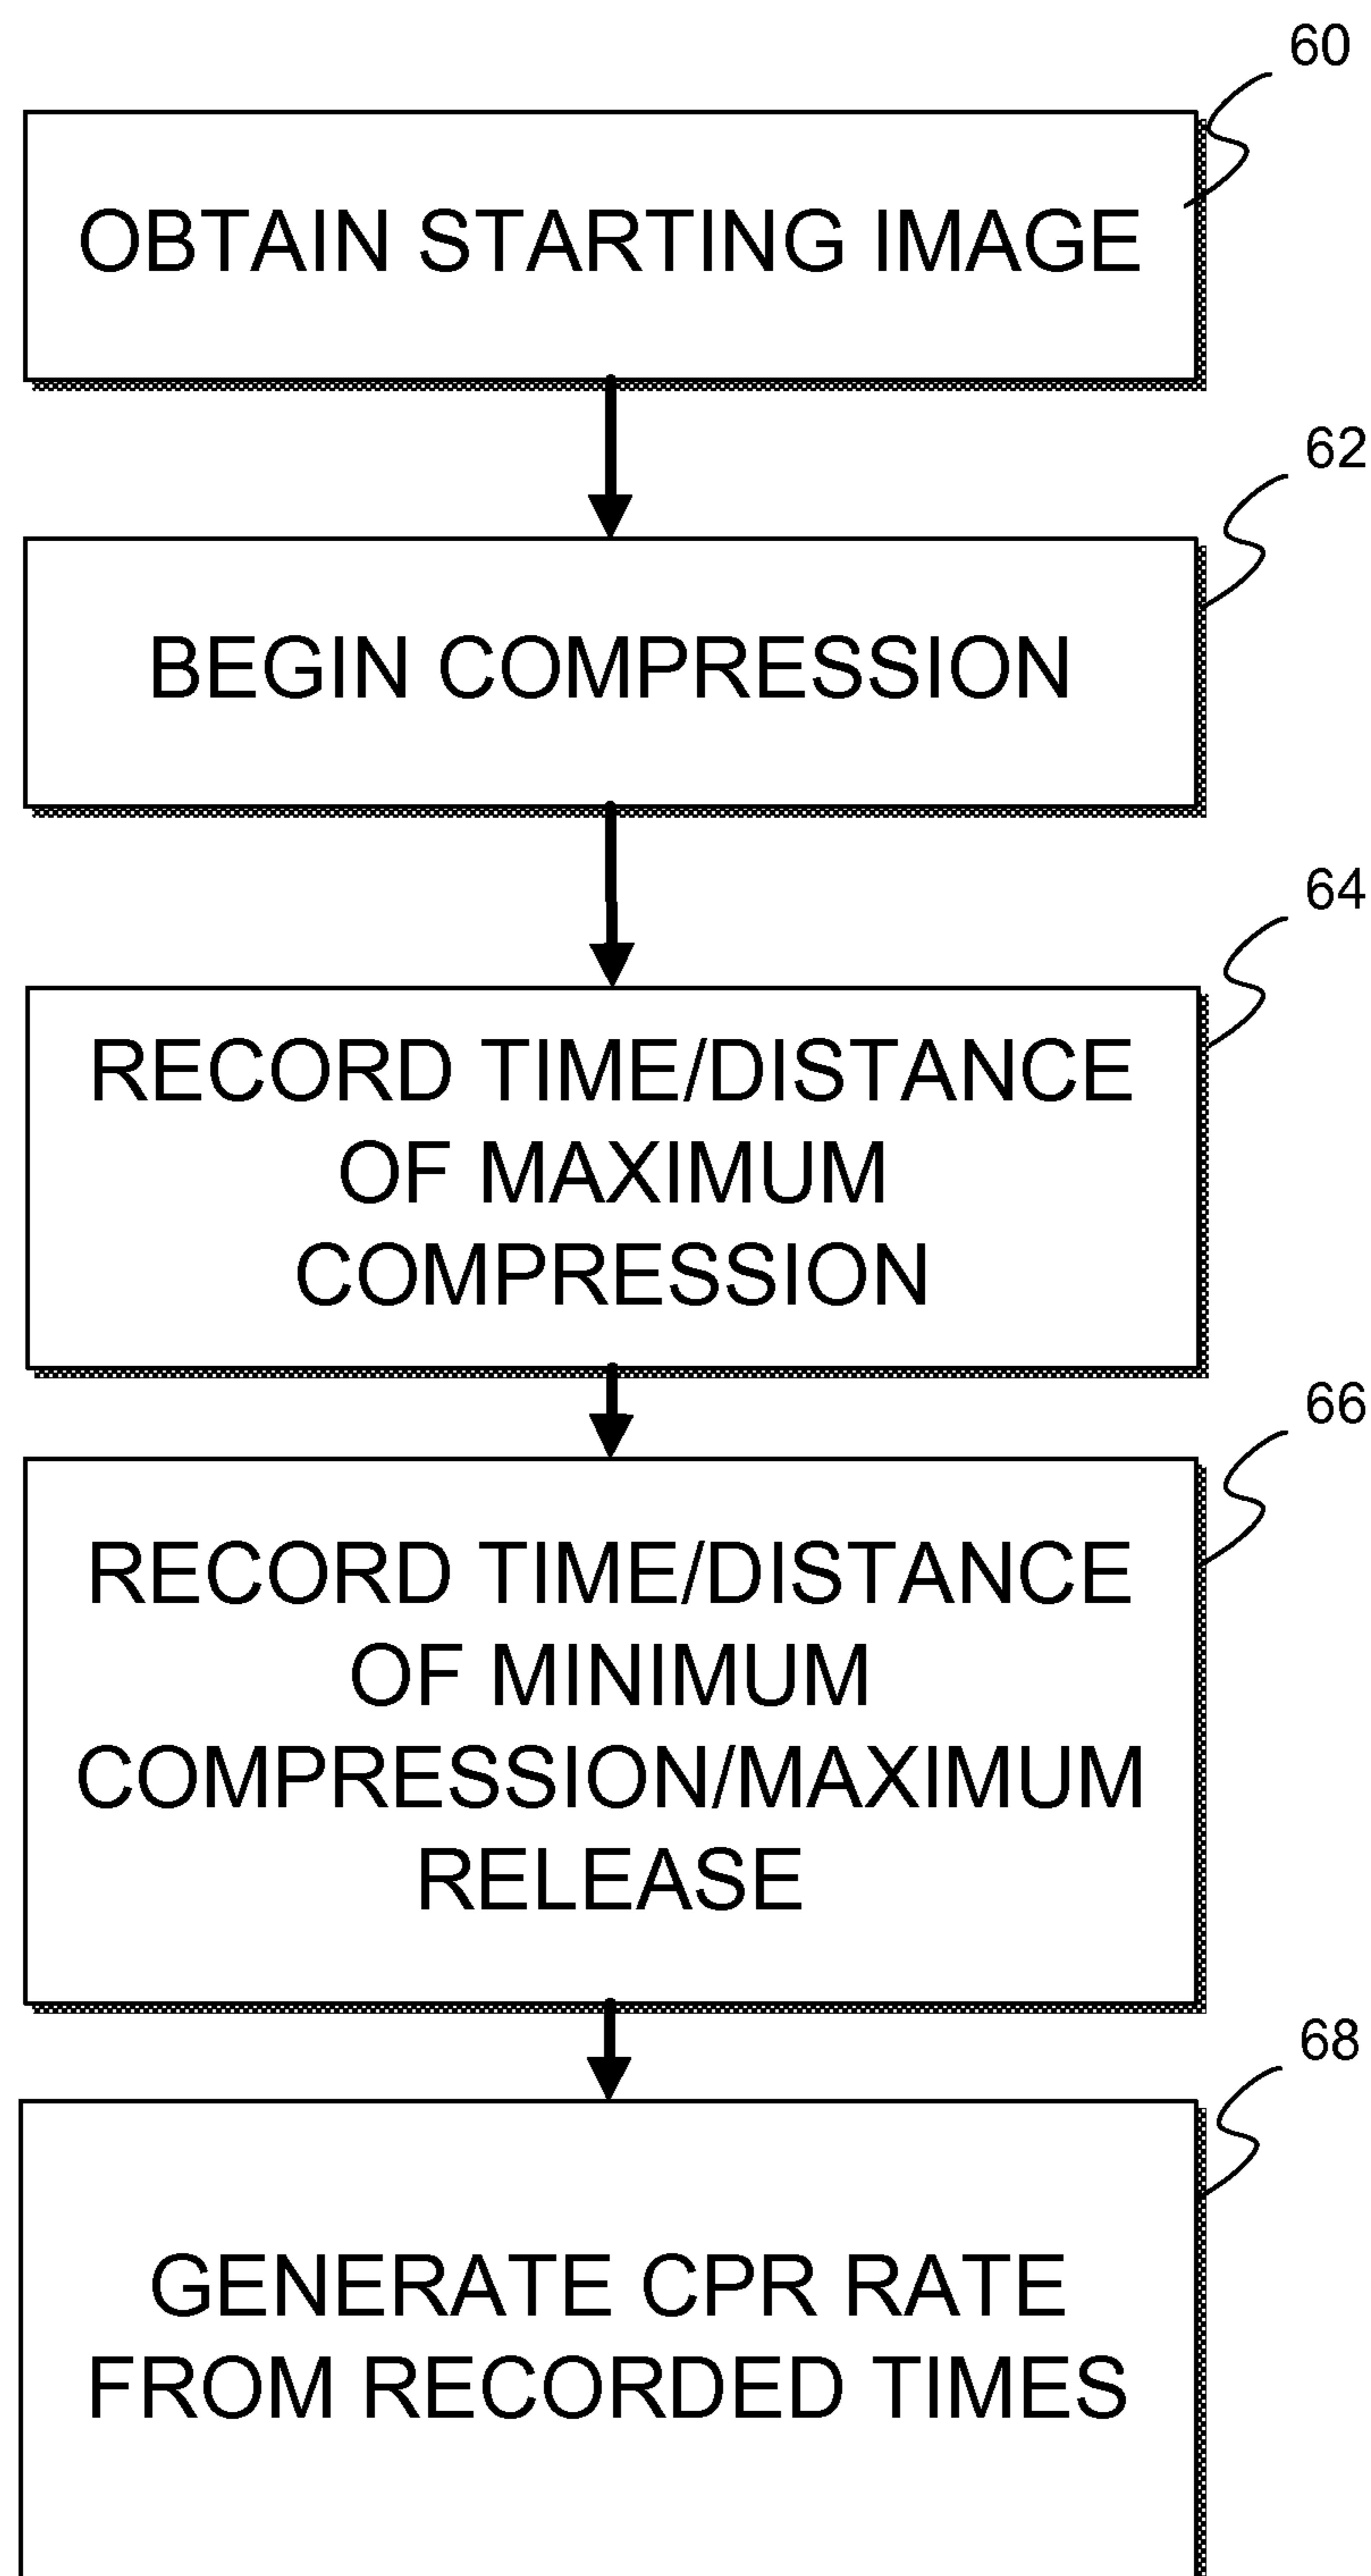 60
OBTAIN STARTING IMAGE
62
BEGIN COMPRESSION
64
RECORD TIME/DISTANCE
OF MAXIMUM
COMPRESSION
66
RECORD TIME/DISTANCE
OF MINIMUM
COMPRESSION/MAXIMUM
RELEASE
68
GENERATE CPR RATE
FROM RECORDED TIMES